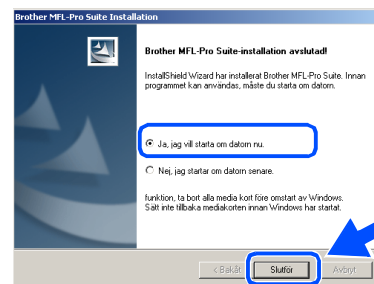 Brother MFL-Pro Suite Installation
Brother MFL-Pro Suite-installation avslutad!
InstallShield Wizard har installerat Brother MFL-Pro Suite. Innan
programmet kan användas, måste du starta om datorn.
Ja, jag vill starta om datorn nu.
Nej, jag startar om datorn senare.
funktion, ta bort alla media kort före omstart av Windows.
Sätt inte tillbaka mediakorten innan Windows har startat.
< Bakåt
Slutför
Avbryt